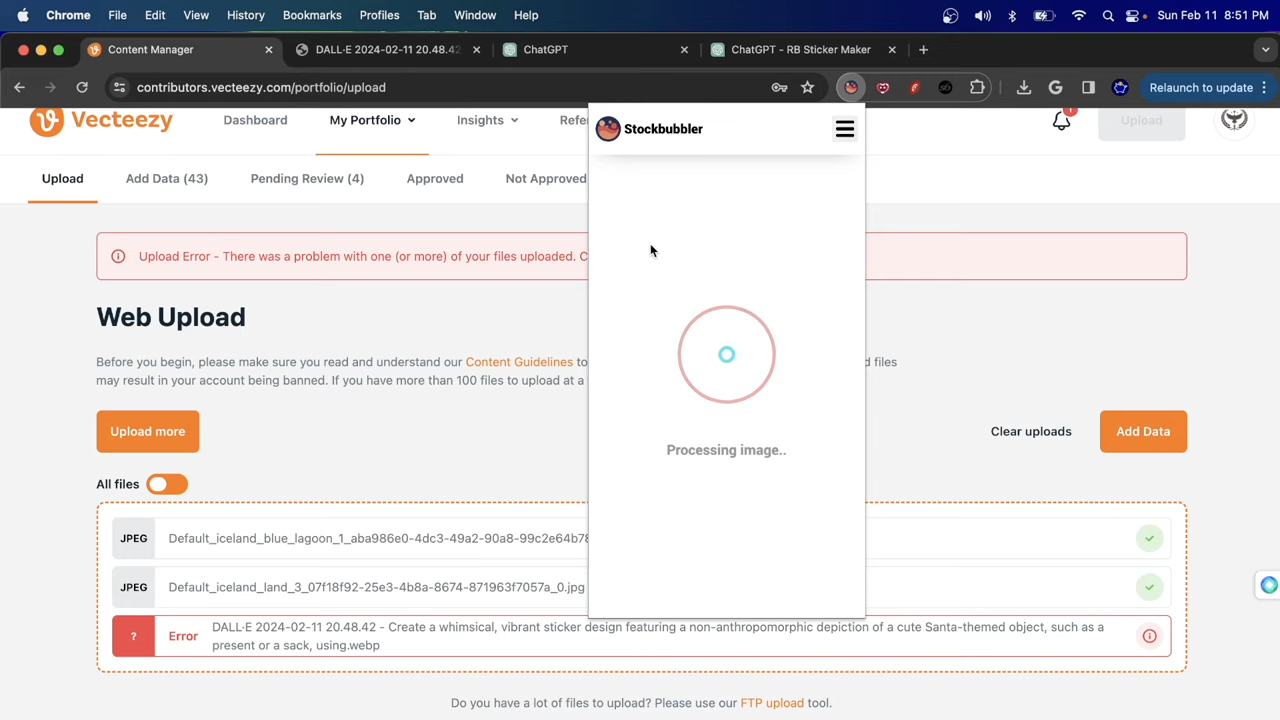 Chrome File Edit View History Bookmarks Profiles Tab Window Help Sun Feb 11 8:51 PM
Content Manager DALL·E 2024-02-11 20.48.42 ChatGPT ChatGPT - RB Sticker Maker
contributors.vecteezy.com/portfolio/upload Relaunch to update
Vecteezy Dashboard My Portfolio Insights Refe Upload 1
Stockbubbler
Upload Add Data (43) Pending Review (4) Approved Not Approved
Upload Error - There was a problem with one (or more) of your files uploaded. C
Web Upload
Before you begin, please make sure you read and understand our Content Guidelines to d files
may result in your account being banned. If you have more than 100 files to upload at a
Upload more Clear uploads Add Data
Processing image..
All files
JPEG Default_iceland_blue_lagoon_1_aba986e0-4dc3-49a2-90a8-99c2e64b78
JPEG Default_iceland_land_3_07f18f92-25e3-4b8a-8674-871963f7057a_0.jpg
? Error DALL·E 2024-02-11 20.48.42 - Create a whimsical, vibrant sticker design featuring a non-anthropomorphic depiction of a cute Santa-themed object, such as a
present or a sack, using.webp
Do you have a lot of files to upload? Please use our FTP upload tool.